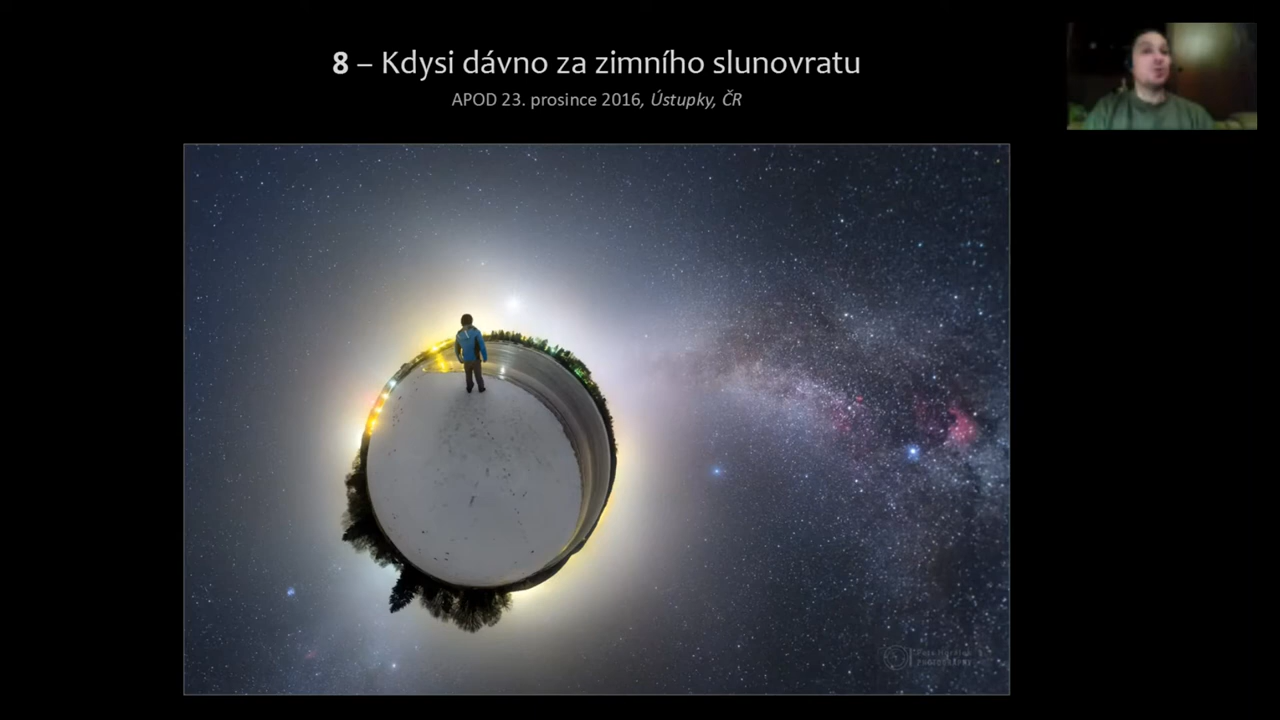 8 – Kdysi dávno za zimního slunovratu
APOD 23. prosince 2016, Ústupky, ČR